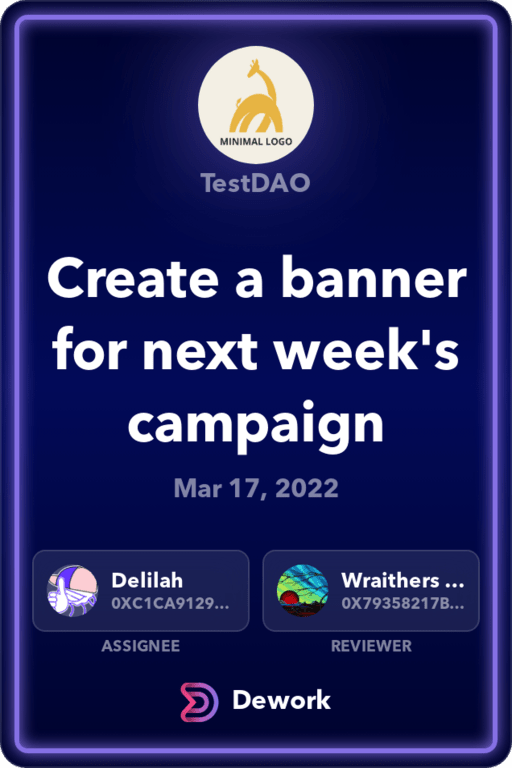 MINIMAL LOGO
TestDAO
Create a banner
for next week's
campaign
Mar 17, 2022
Delilah
0XC1CA9129...
ASSIGNEE
Wraithers ...
0X79358217B...
REVIEWER
Dework